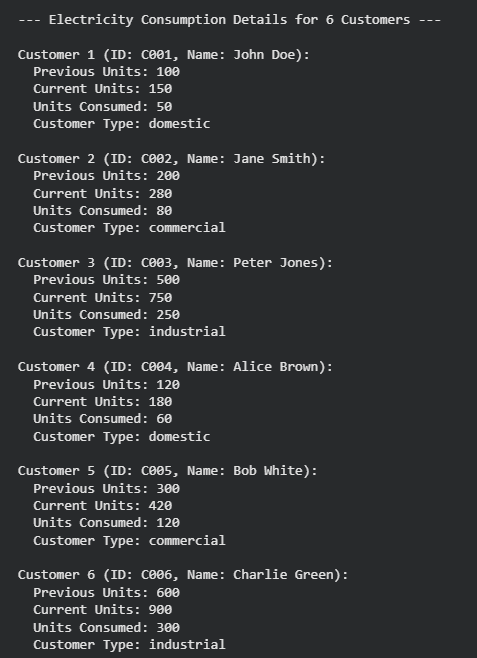 --- Electricity Consumption Details for 6 Customers ---
Customer 1 (ID: C001, Name: John Doe):
Previous Units: 100
Current Units: 150
Units Consumed: 50
Customer Type: domestic
Customer 2 (ID: C002, Name: Jane Smith):
Previous Units: 200
Current Units: 280
Units Consumed: 80
Customer Type: commercial
Customer 3 (ID: C003, Name: Peter Jones):
Previous Units: 500
Current Units: 750
Units Consumed: 250
Customer Type: industrial
Customer 4 (ID: C004, Name: Alice Brown):
Previous Units: 120
Current Units: 180
Units Consumed: 60
Customer Type: domestic
Customer 5 (ID: C005, Name: Bob White):
Previous Units: 300
Current Units: 420
Units Consumed: 120
Customer Type: commercial
Customer 6 (ID: C006, Name: Charlie Green):
Previous Units: 600
Current Units: 900
Units Consumed: 300
Customer Type: industrial